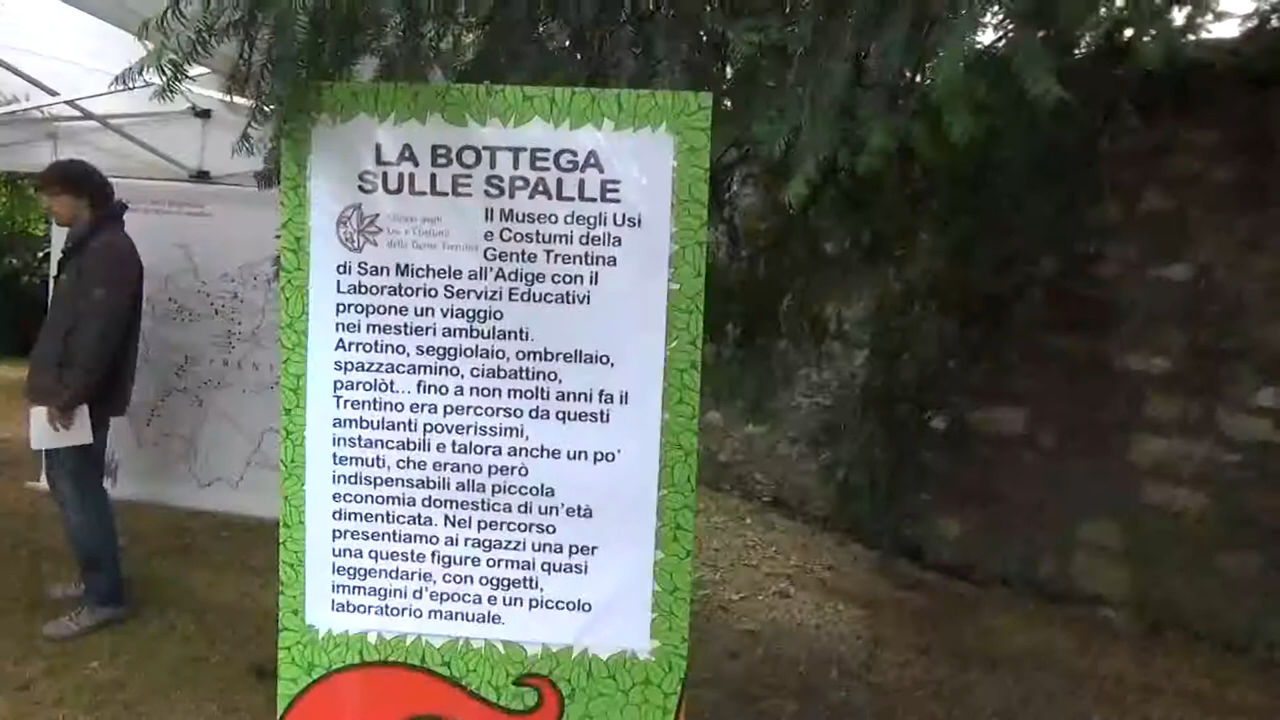 LA BOTTEGA
SULLE SPALLE
Il Museo degli Usi
e Costumi della
Gente Trentina
di San Michele all'Adige con il
Laboratorio Servizi Educativi
propone un viaggio
nei mestieri ambulanti.
Arrotino, seggiolaio, ombrellaio,
spazzacamino, ciabattino,
parolòt... fino a non molti anni fa il
Trentino era percorso da questi
ambulanti poverissimi,
instancabili e talora anche un po'
temuti, che erano però
indispensabili alla piccola
economia domestica di un'età
dimenticata. Nel percorso
presentiamo ai ragazzi una per
una queste figure ormai quasi
leggendarie, con oggetti,
immagini d'epoca e un piccolo
laboratorio manuale.